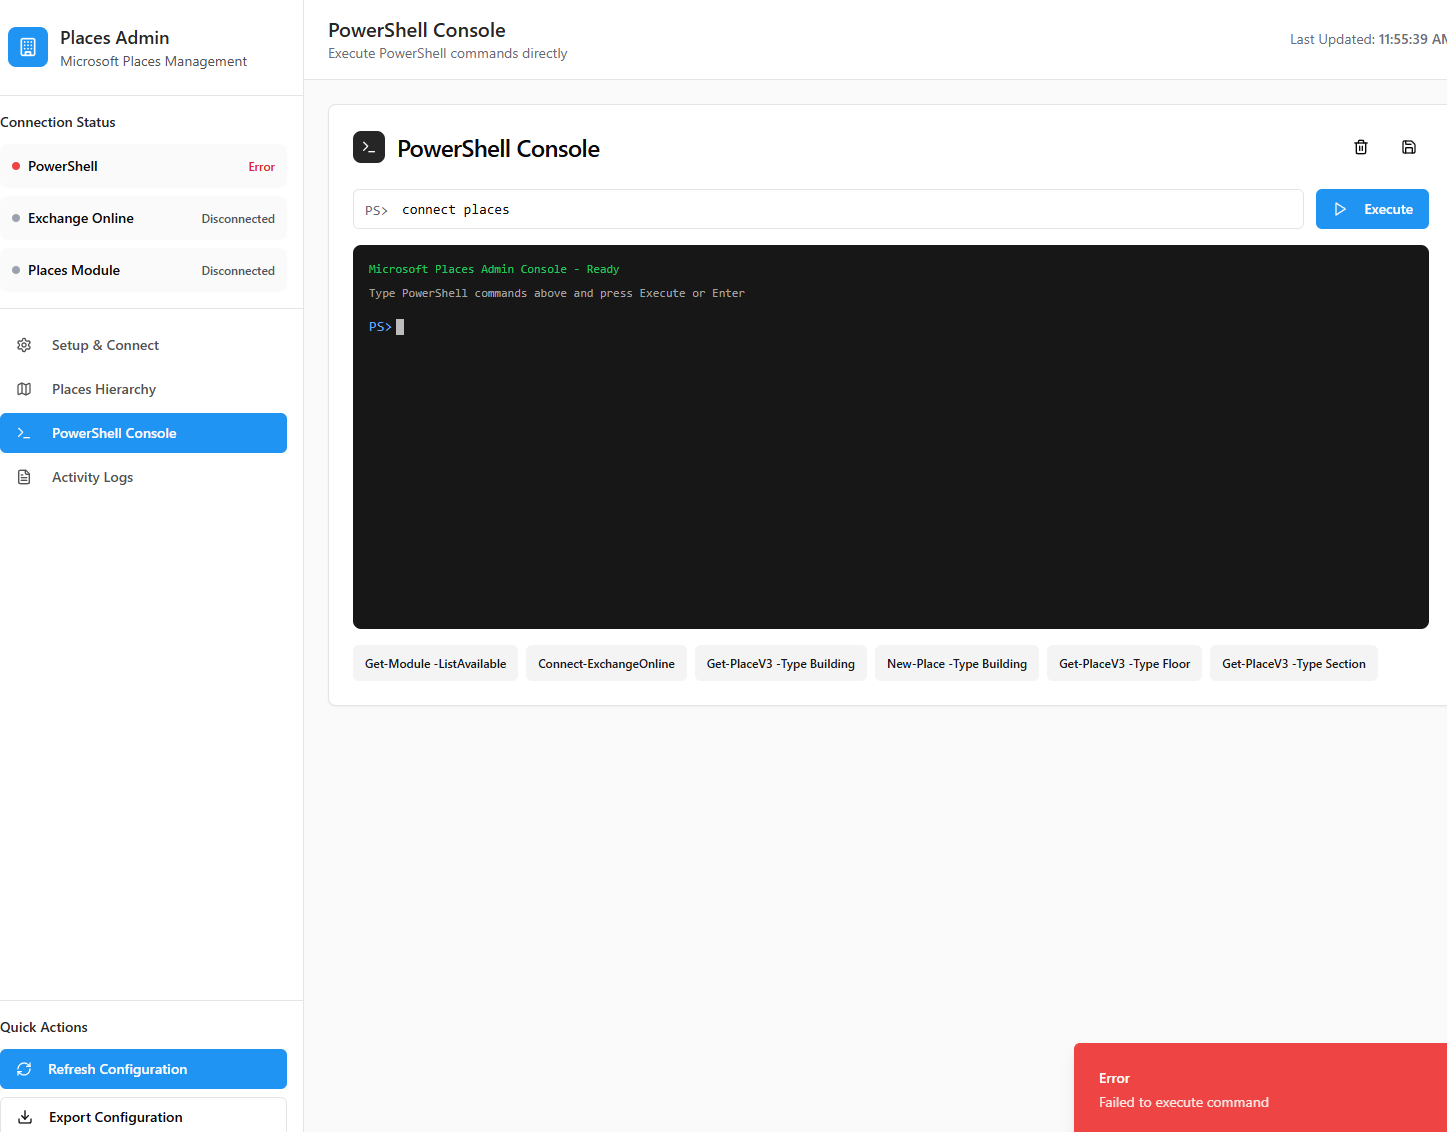 Places Admin
Microsoft Places Management
Connection Status
PowerShell Error
Exchange Online Disconnected
Places Module Disconnected
Setup & Connect
Places Hierarchy
PowerShell Console
Activity Logs
Quick Actions
Refresh Configuration
Export Configuration
PowerShell Console
Execute PowerShell commands directly
Last Updated: 11:55:39 AM
PowerShell Console
PS> connect places
Execute
Microsoft Places Admin Console - Ready
Type PowerShell commands above and press Execute or Enter
PS>
Get-Module -ListAvailable Connect-ExchangeOnline Get-PlaceV3 -Type Building New-Place -Type Building Get-PlaceV3 -Type Floor Get-PlaceV3 -Type Section
Error
Failed to execute command